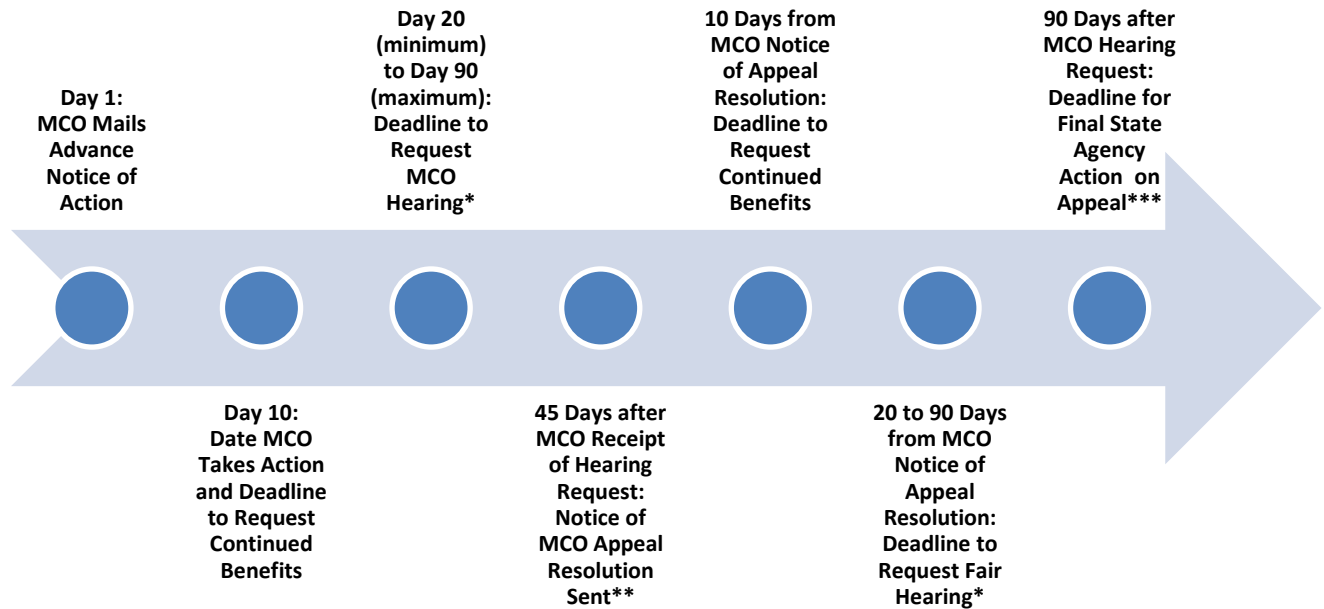 Day 1:
MCO Mails
Advance
Notice of
Action
Day 10:
Date MCO
Takes Action
and Deadline
to Request
Continued
Benefits
Day 20
(minimum)
to Day 90
(maximum):
Deadline to
Request
MCO
Hearing*
45 Days after
MCO Receipt
of Hearing
Request:
Notice of
MCO Appeal
Resolution
Sent**
10 Days from
MCO Notice
of Appeal
Resolution:
Deadline to
Request
Continued
Benefits
20 to 90 Days
from MCO
Notice of
Appeal
Resolution:
Deadline to
Request Fair
Hearing*
90 Days after
MCO Hearing
Request:
Deadline for
Final State
Agency
Action on
Appeal***